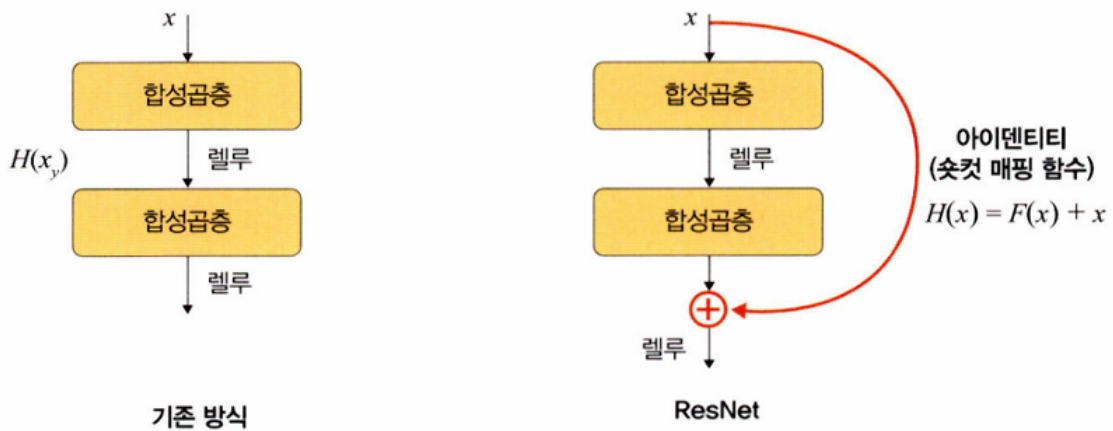 x
합성곱층
H(x_y)
렐루
합성곱층
렐루
기존 방식
x
합성곱층
렐루
합성곱층
렐루
아이덴티티
(숏컷 매핑 함수)
H(x) = F(x) + x
ResNet